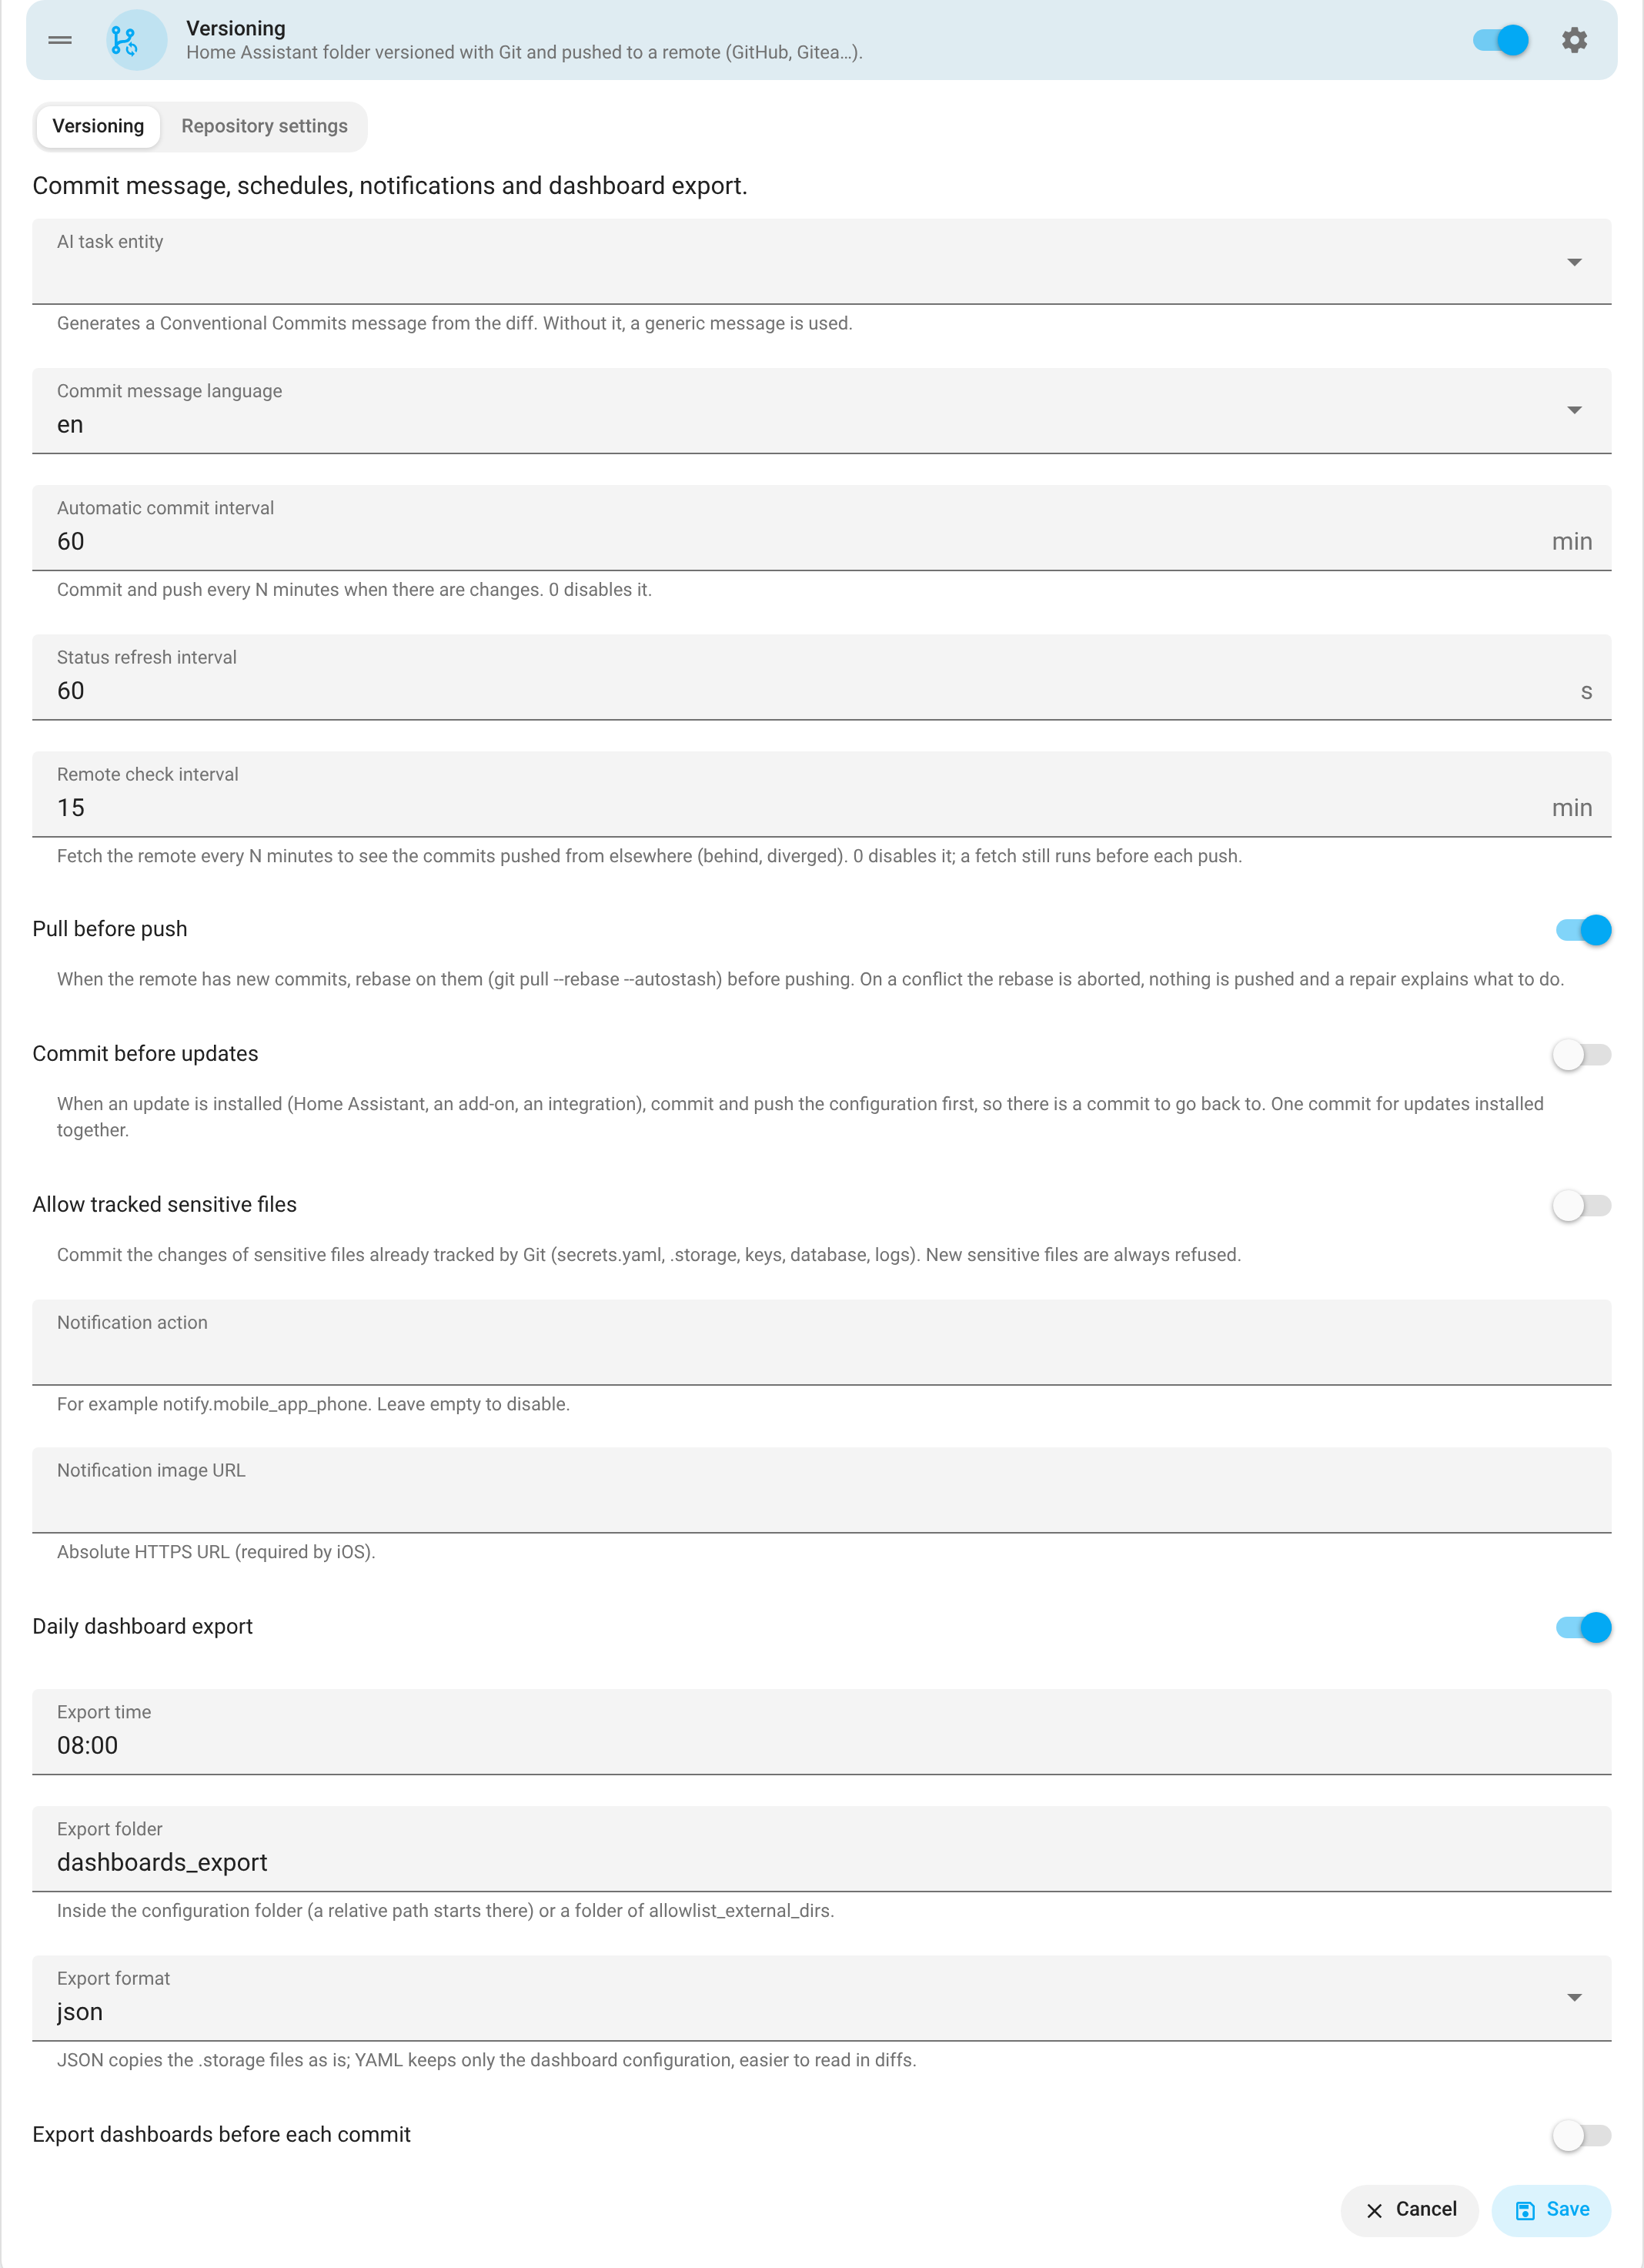 Versioning
Home Assistant folder versioned with Git and pushed to a remote (GitHub, Gitea…).
Versioning
Repository settings
Commit message, schedules, notifications and dashboard export.
AI task entity
Generates a Conventional Commits message from the diff. Without it, a generic message is used.
Commit message language
en
Automatic commit interval
60
min
Commit and push every N minutes when there are changes. 0 disables it.
Status refresh interval
60
s
Remote check interval
15
min
Fetch the remote every N minutes to see the commits pushed from elsewhere (behind, diverged). 0 disables it; a fetch still runs before each push.
Pull before push
When the remote has new commits, rebase on them (git pull --rebase --autostash) before pushing. On a conflict the rebase is aborted, nothing is pushed and a repair explains what to do.
Commit before updates
When an update is installed (Home Assistant, an add-on, an integration), commit and push the configuration first, so there is a commit to go back to. One commit for updates installed
together.
Allow tracked sensitive files
Commit the changes of sensitive files already tracked by Git (secrets.yaml, .storage, keys, database, logs). New sensitive files are always refused.
Notification action
For example notify.mobile_app_phone. Leave empty to disable.
Notification image URL
Absolute HTTPS URL (required by iOS).
Daily dashboard export
Export time
08:00
Export folder
dashboards_export
Inside the configuration folder (a relative path starts there) or a folder of allowlist_external_dirs.
Export format
json
JSON copies the .storage files as is; YAML keeps only the dashboard configuration, easier to read in diffs.
Export dashboards before each commit
Cancel
Save